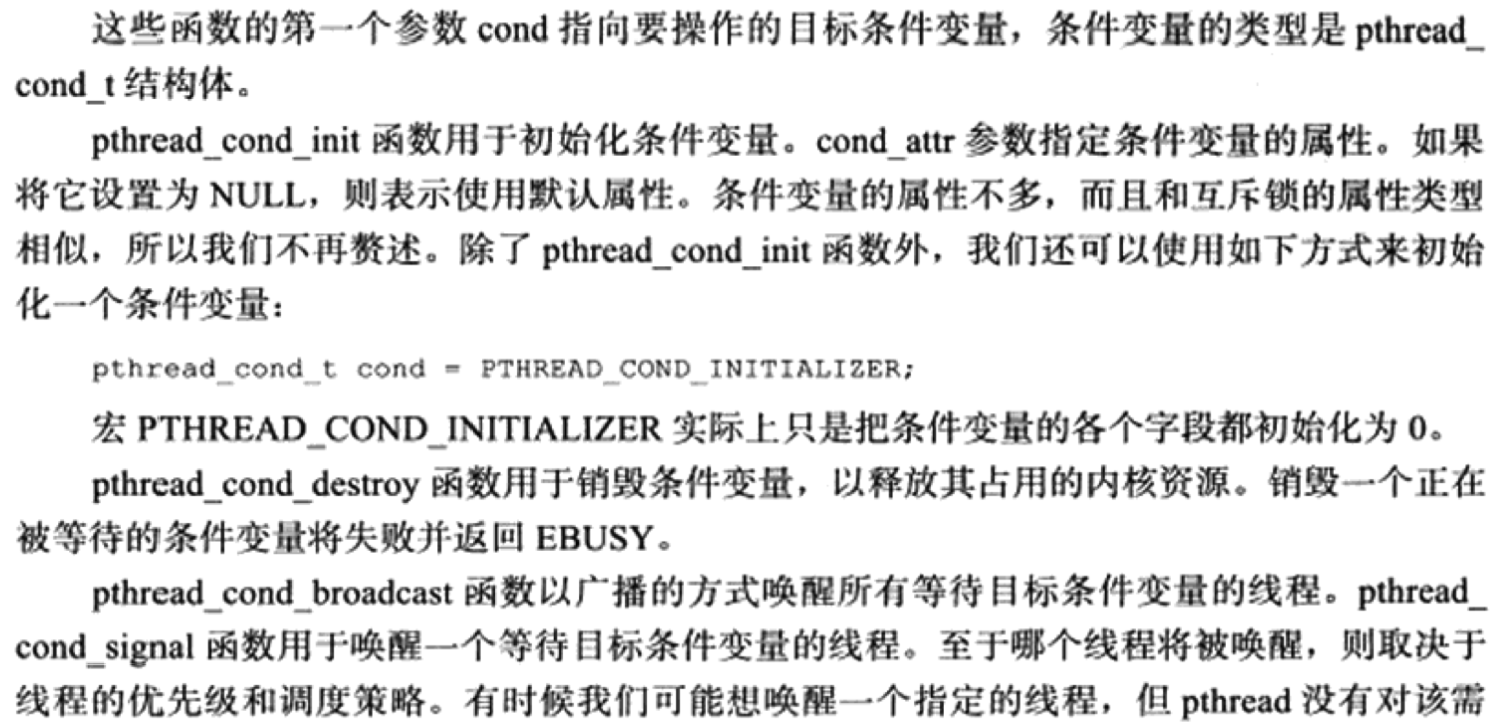 这些函数的第一个参数 cond 指向要操作的目标条件变量，条件变量的类型是 pthread_
cond_t 结构体。
pthread_cond_init 函数用于初始化条件变量。cond_attr 参数指定条件变量的属性。如果
将它设置为 NULL，则表示使用默认属性。条件变量的属性不多，而且和互斥锁的属性类型
相似，所以我们不再赘述。除了 pthread_cond_init 函数外，我们还可以使用如下方式来初始
化一个条件变量：
pthread_cond_t cond = PTHREAD_COND_INITIALIZER;
宏 PTHREAD_COND_INITIALIZER 实际上只是把条件变量的各个字段都初始化为 0。
pthread_cond_destroy 函数用于销毁条件变量，以释放其占用的内核资源。销毁一个正在
被等待的条件变量将失败并返回 EBUSY。
pthread_cond_broadcast 函数以广播的方式唤醒所有等待目标条件变量的线程。pthread_
cond_signal 函数用于唤醒一个等待目标条件变量的线程。至于哪个线程将被唤醒，则取决于
线程的优先级和调度策略。有时候我们可能想唤醒一个指定的线程，但 pthread 没有对该需